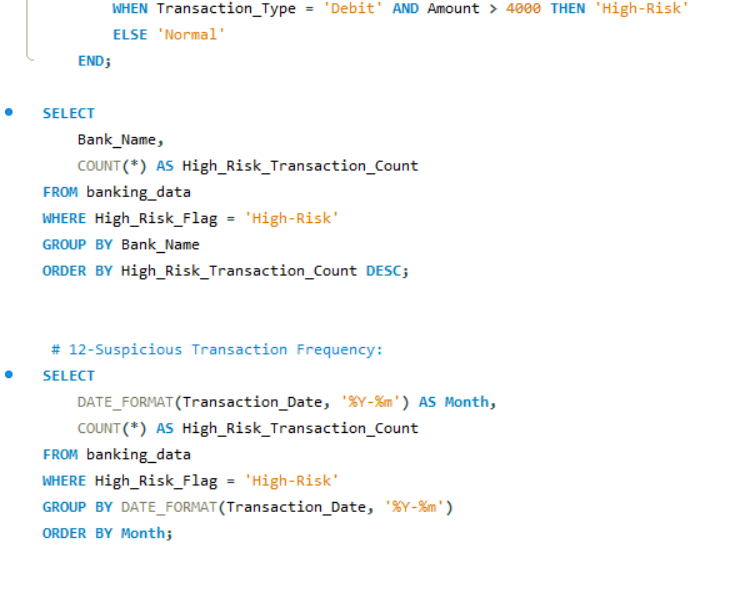 WHEN Transaction_Type = 'Debit' AND Amount > 4000 THEN 'High-Risk'
ELSE 'Normal'
END;
SELECT
Bank_Name,
COUNT(*) AS High_Risk_Transaction_Count
FROM banking_data
WHERE High_Risk_Flag = 'High-Risk'
GROUP BY Bank_Name
ORDER BY High_Risk_Transaction_Count DESC;
# 12-Suspicious Transaction Frequency:
SELECT
DATE_FORMAT(Transaction_Date, '%Y-%m') AS Month,
COUNT(*) AS High_Risk_Transaction_Count
FROM banking_data
WHERE High_Risk_Flag = 'High-Risk'
GROUP BY DATE_FORMAT(Transaction_Date, '%Y-%m')
ORDER BY Month;